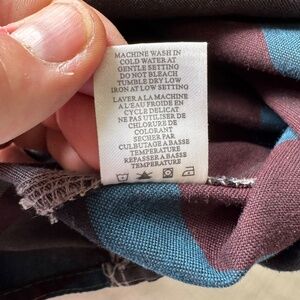 MACHINE WASH IN
COLD WATER AT
GENTLE SETTING
DO NOT BLEACH
TUMBLE DRY LOW
IRON AT LOW SETTING
LAVER A LA MACHINE
A L'EAU FROIDE EN
CYCLE DELICAT
NE PAS UTILISER DE
CHLORURE DE
COLORANT
SECHER PAR
CULBUTAGE A BASSE
TEMPERATURE
REPASSER A BASSE
TEMPERATURE